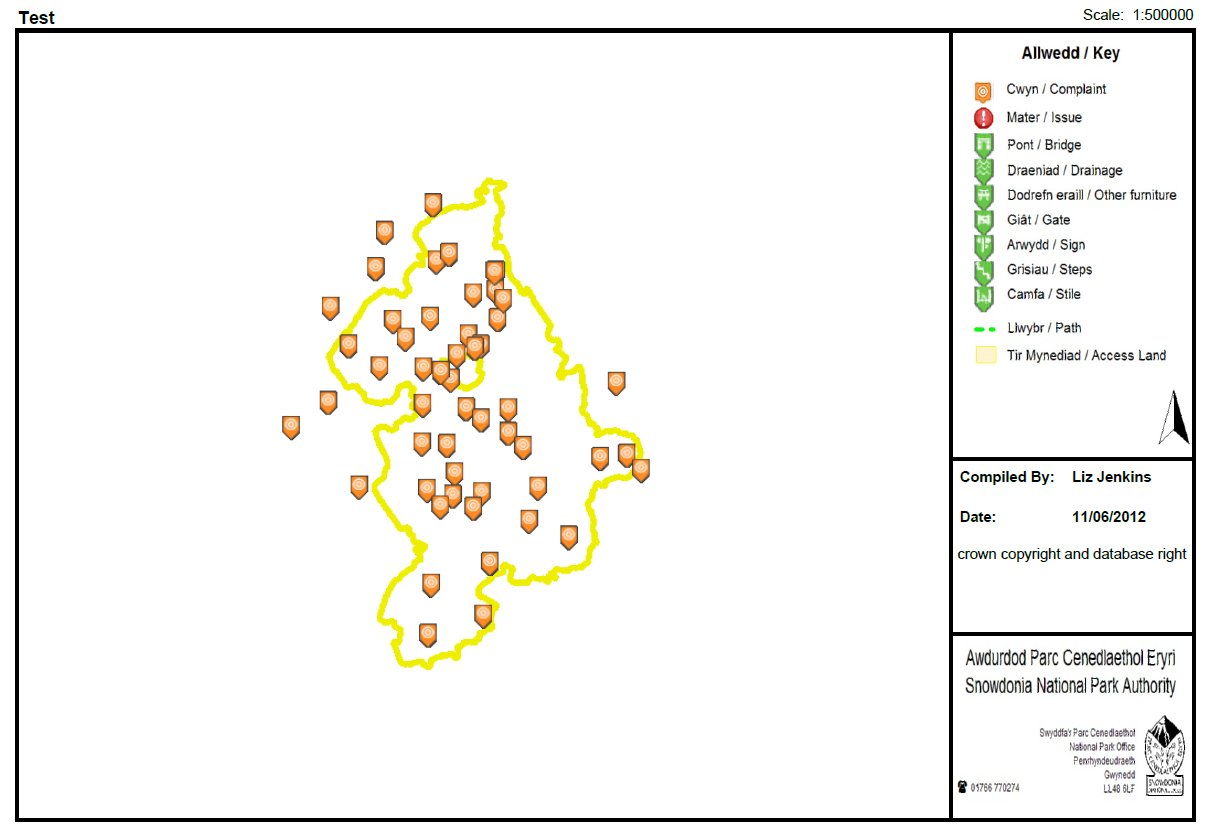 Test
Scale: 1:500000
Allwedd / Key
Cwyn / Complaint
Mater / Issue
Pont / Bridge
Draeniad / Drainage
Dodrefn eraill / Other furniture
Giât / Gate
Arwydd / Sign
Grisiau / Steps
Camfa / Stile
Llwybr / Path
Tir Mynediad / Access Land
Compiled By: Liz Jenkins
Date: 11/06/2012
crown copyright and database right
Awdurdod Parc Cenedlaethol Eryri
Snowdonia National Park Authority
Swyddfa'r Parc Cenedlaethol
National Park Office
Penrhyndeudraeth
Gwynedd
01766 770274 LL48 6LF
SNOWDONIA